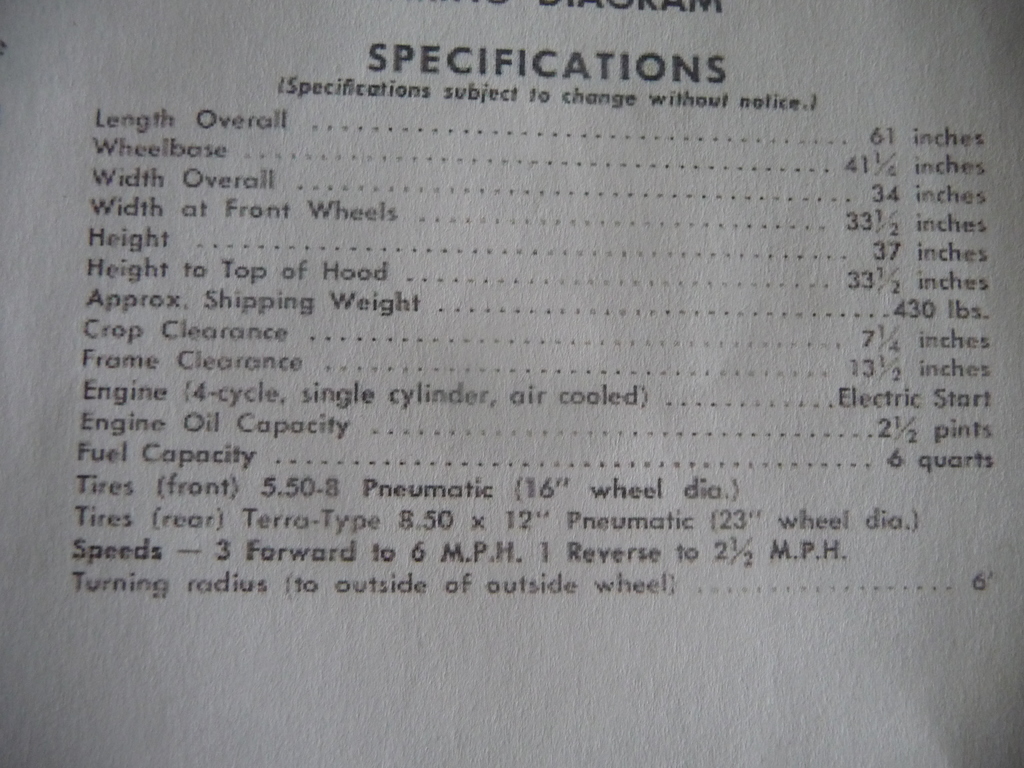 DIAGRAM
SPECIFICATIONS
(Specifications subject to change without notice.)
Length Overall .......... 61 inches
Wheelbase .......... 41¼ inches
Width Overall .......... 34 inches
Width at Front Wheels .......... 33½ inches
Height .......... 37 inches
Height to Top of Hood .......... 33½ inches
Approx. Shipping Weight .......... 430 lbs.
Crop Clearance .......... 7¼ inches
Frame Clearance .......... 13½ inches
Engine (4-cycle, single cylinder, air cooled) .......... Electric Start
Engine Oil Capacity .......... 2½ pints
Fuel Capacity .......... 6 quarts
Tires (front) 5.50-8 Pneumatic (16" wheel dia.)
Tires (rear) Terra-Type 8.50 x 12" Pneumatic (23" wheel dia.)
Speeds — 3 Forward to 6 M.P.H. 1 Reverse to 2½ M.P.H.
Turning radius (to outside of outside wheel) .......... 6'